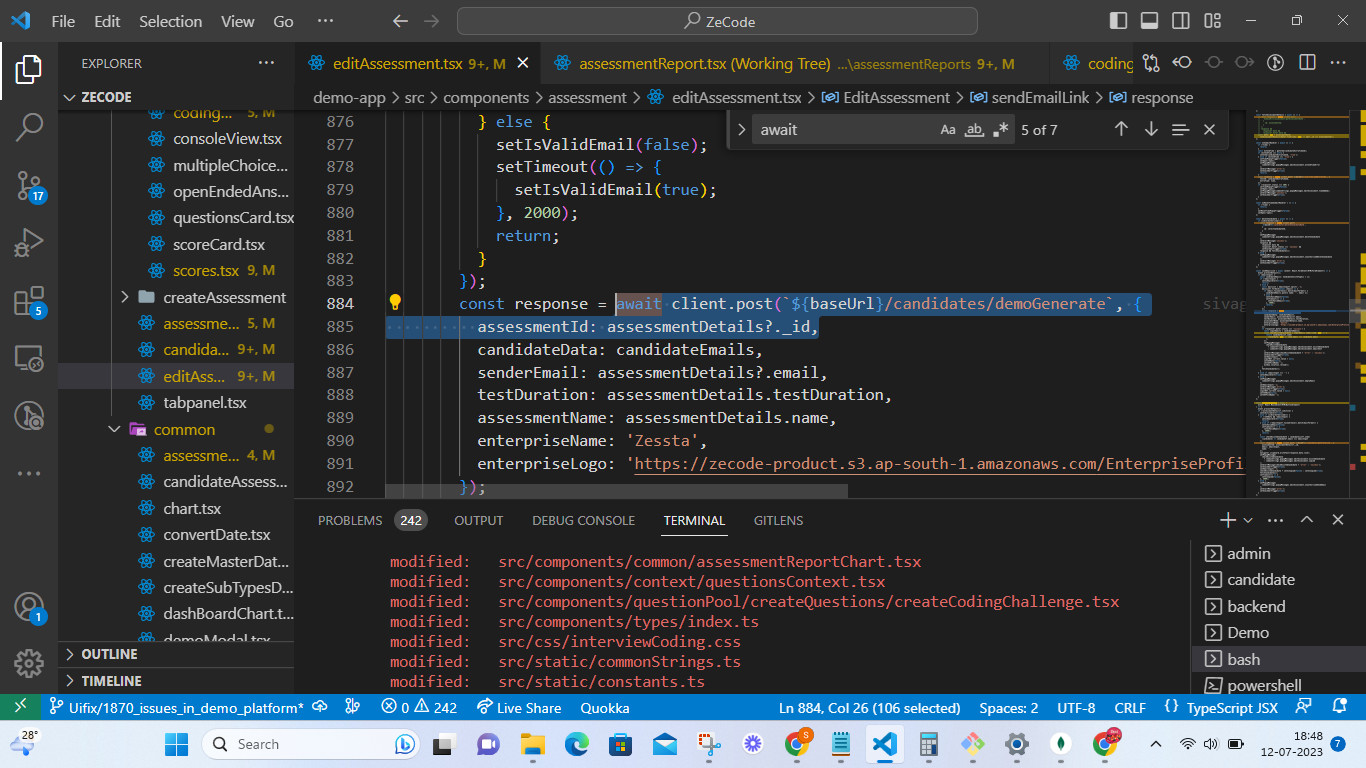 File Edit Selection View Go ··· ZeCode
EXPLORER ···
ZECODE
coding... 5, M
consoleView.tsx
multipleChoice...
openEndedAns...
questionsCard.tsx
scoreCard.tsx
scores.tsx 9, M
createAssessment
assessme... 5, M
candida... 9+, M
editAss... 9+, M
tabpanel.tsx
common
assessme... 4, M
candidateAssess...
chart.tsx
convertDate.tsx
createMasterDat...
createSubTypesD...
dashBoardChart.t...
demoModal.tsx
OUTLINE
TIMELINE
17
5
1
editAssessment.tsx 9+, M
assessmentReport.tsx (Working Tree) ...\assessmentReports 9+, M
coding
demo-app > src > components > assessment > editAssessment.tsx > EditAssessment > sendEmailLink > response
await Aa ab .* 5 of 7
876 } else {
877 setIsValidEmail(false);
878 setTimeout(() => {
879 setIsValidEmail(true);
880 }, 2000);
881 return;
882 }
883 });
884 const response = await client.post(`${baseUrl}/candidates/demoGenerate`, { sivag
885 assessmentId: assessmentDetails?._id,
886 candidateData: candidateEmails,
887 senderEmail: assessmentDetails?.email,
888 testDuration: assessmentDetails.testDuration,
889 assessmentName: assessmentDetails.name,
890 enterpriseName: 'Zessta',
891 enterpriseLogo: 'https://zecode-product.s3.ap-south-1.amazonaws.com/EnterpriseProfi
892 });
PROBLEMS 242 OUTPUT DEBUG CONSOLE TERMINAL GITLENS
modified: src/components/common/assessmentReportChart.tsx
modified: src/components/context/questionsContext.tsx
modified: src/components/questionPool/createQuestions/createCodingChallenge.tsx
modified: src/components/types/index.ts
modified: src/css/interviewCoding.css
modified: src/static/commonStrings.ts
modified: src/static/constants.ts
admin
candidate
backend
Demo
bash
powershell
Uifix/1870_issues_in_demo_platform* 0 242 Live Share Quokka Ln 884, Col 26 (106 selected) Spaces: 2 UTF-8 CRLF {} TypeScript JSX
28° Search S 18:48
12-07-2023 7